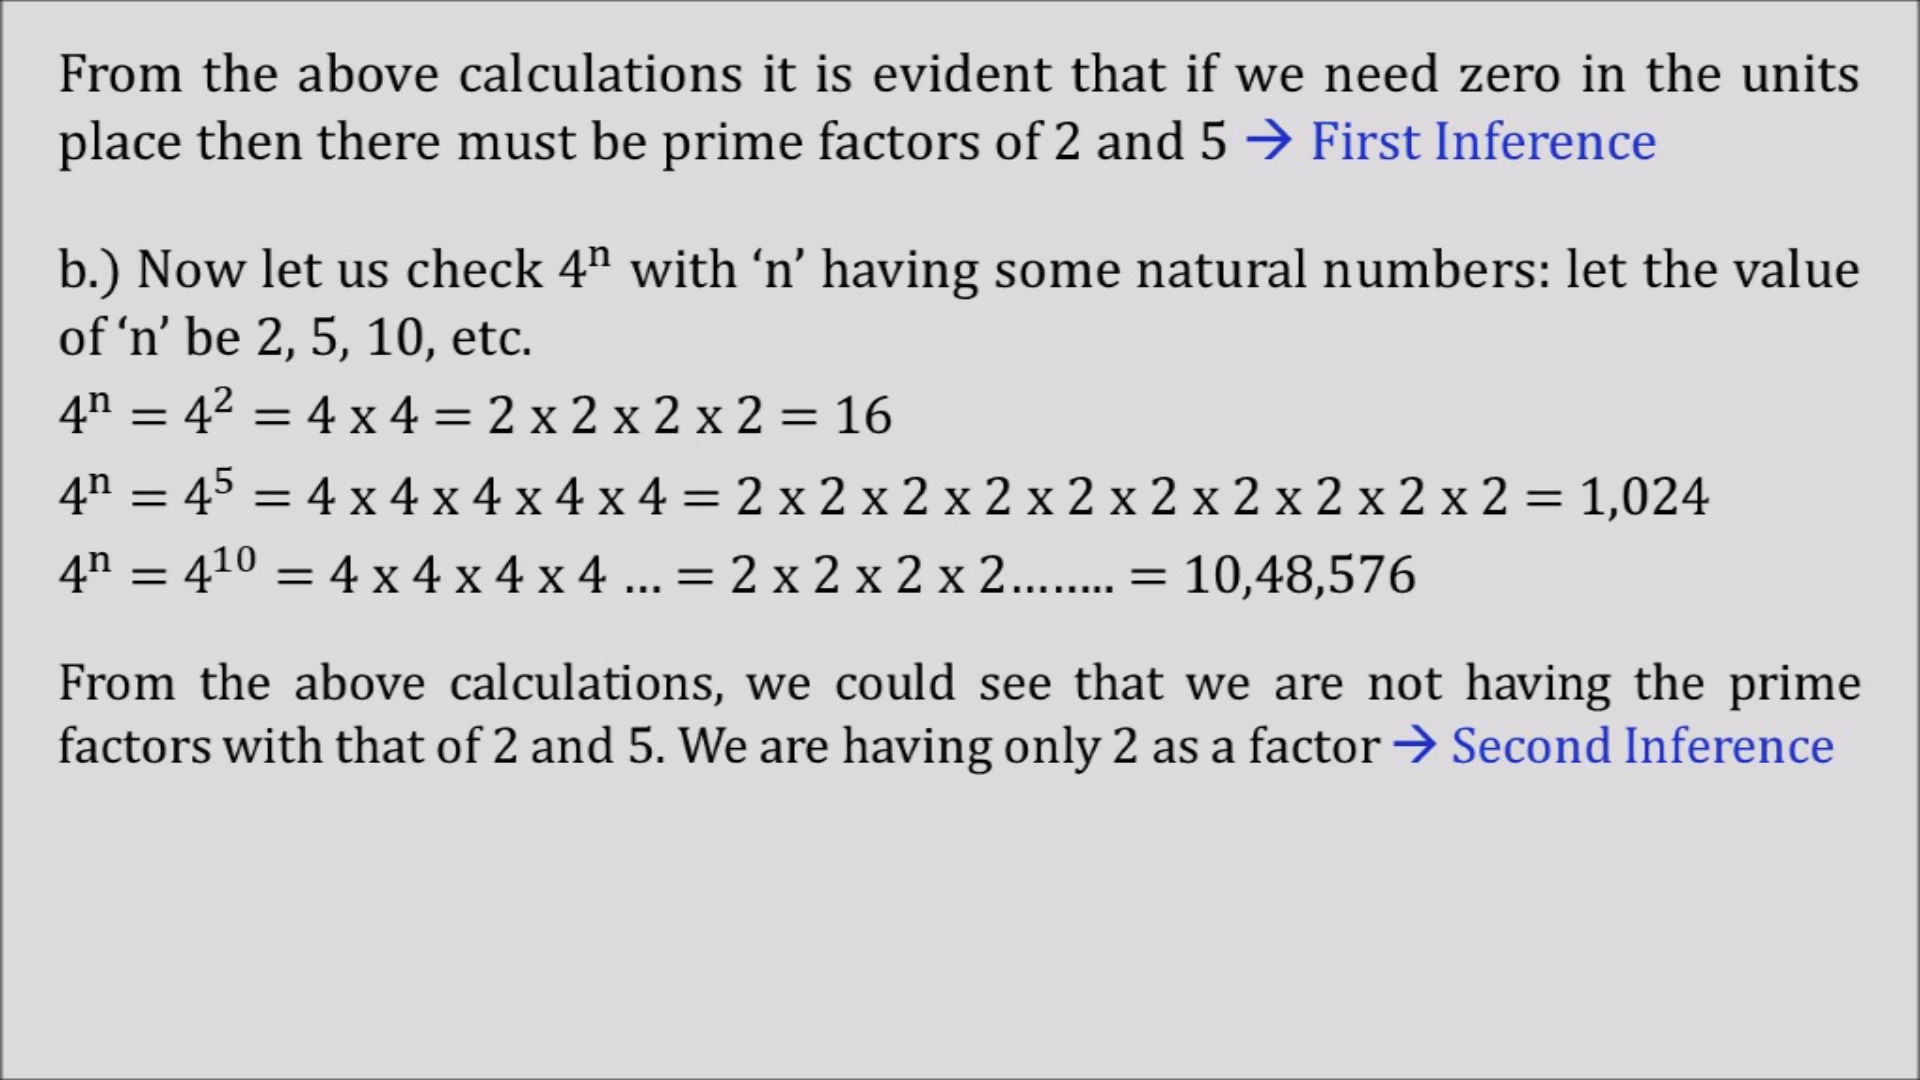 From the above calculations it is evident that if we need zero in the units
place then there must be prime factors of 2 and 5 → First Inference
b.) Now let us check 4ⁿ with ‘n’ having some natural numbers: let the value
of ‘n’ be 2, 5, 10, etc.
4ⁿ = 4² = 4 x 4 = 2 x 2 x 2 x 2 = 16
4ⁿ = 4⁵ = 4 x 4 x 4 x 4 x 4 = 2 x 2 x 2 x 2 x 2 x 2 x 2 x 2 x 2 x 2 = 1,024
4ⁿ = 4¹⁰ = 4 x 4 x 4 x 4 ... = 2 x 2 x 2 x 2........ = 10,48,576
From the above calculations, we could see that we are not having the prime
factors with that of 2 and 5. We are having only 2 as a factor → Second Inference